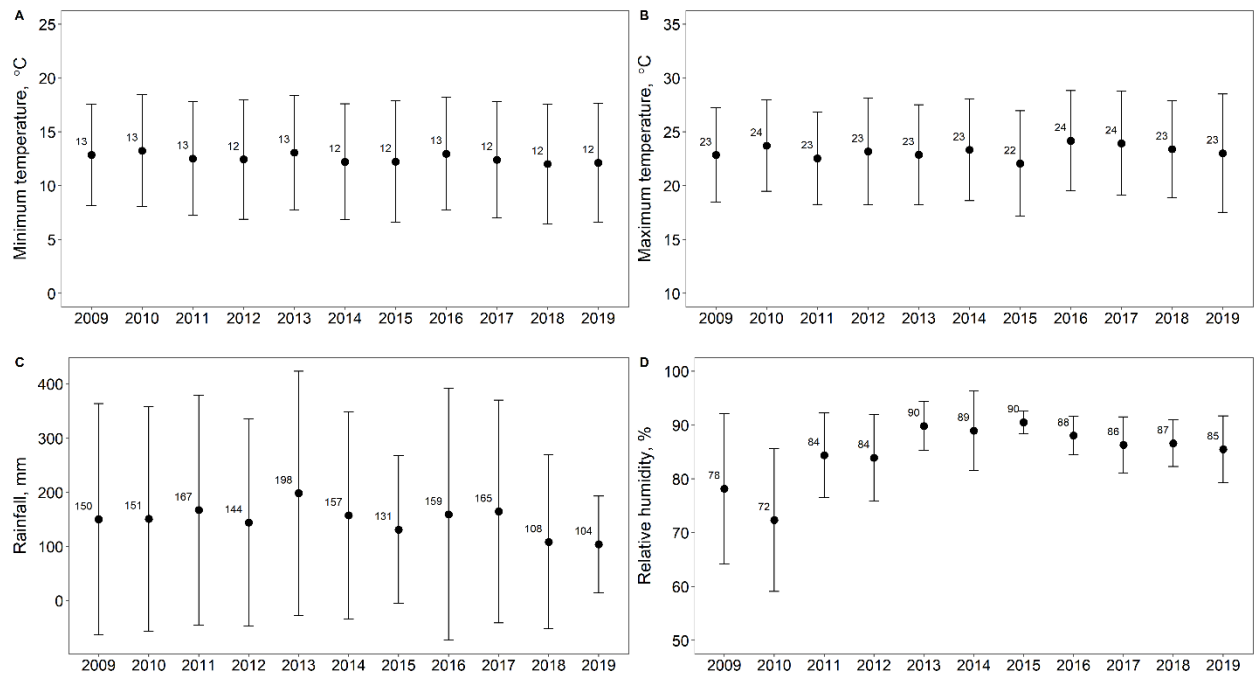 A
Minimum temperature, °C
25
20
15
10
5
0
13 13 13 12 13 12 12 13 12 12 12
2009 2010 2011 2012 2013 2014 2015 2016 2017 2018 2019
B
Maximum temperature, °C
35
30
25
20
15
10
23 24 23 23 23 23 22 24 24 23 23
2009 2010 2011 2012 2013 2014 2015 2016 2017 2018 2019
C
Rainfall, mm
400
300
200
100
0
150 151 167 144 198 157 131 159 165 108 104
2009 2010 2011 2012 2013 2014 2015 2016 2017 2018 2019
D
Relative humidity, %
100
90
80
70
60
50
78 72 84 84 90 89 90 88 86 87 85
2009 2010 2011 2012 2013 2014 2015 2016 2017 2018 2019